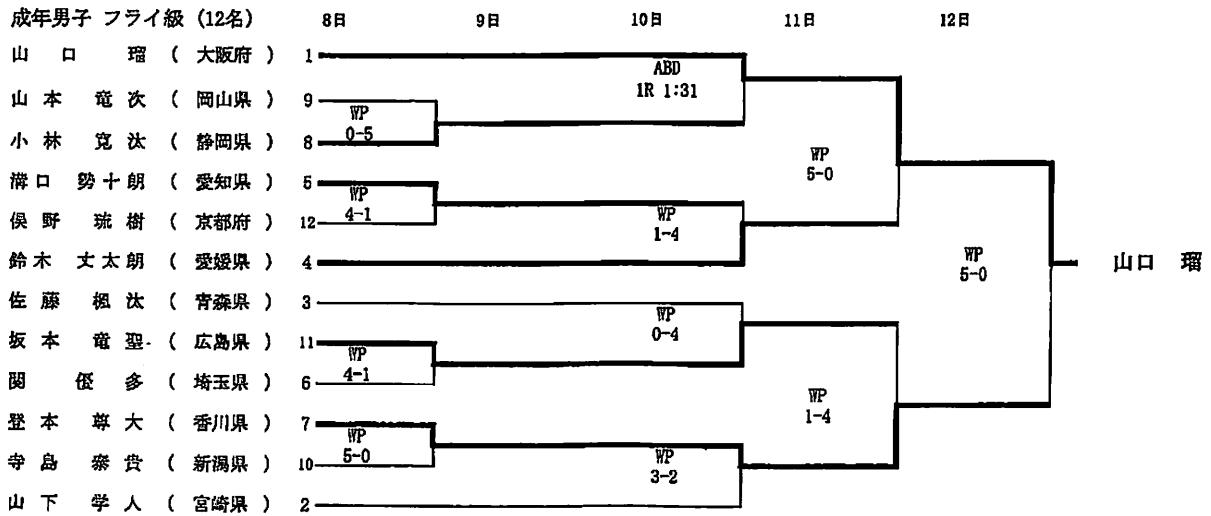 成年男子 フライ級 (12名) 8日 9日 10日 11日 12日
山口 瑠 ( 大阪府 ) 1
ABD
1R 1:31
山本 竜次 ( 岡山県 ) 9
WP
0-5
小林 寛汰 ( 静岡県 ) 8
WP
5-0
溝口 勢十朗 ( 愛知県 ) 5
WP
4-1
俣野 琉樹 ( 京都府 ) 12
WP
1-4
鈴木 丈太朗 ( 愛媛県 ) 4
WP
5-0
山口 瑠
佐藤 楓汰 ( 青森県 ) 3
WP
0-4
坂本 竜聖 ( 広島県 ) 11
WP
4-1
関 優多 ( 埼玉県 ) 6
WP
1-4
登本 尊大 ( 香川県 ) 7
WP
5-0
寺島 泰貴 ( 新潟県 ) 10
WP
3-2
山下 学人 ( 宮崎県 ) 2